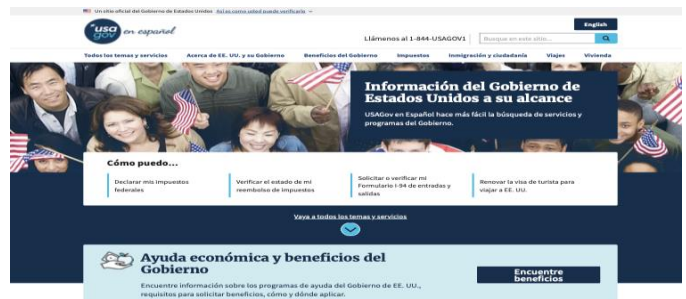 Un sitio oficial del Gobierno de Estados Unidos Así es como usted puede verificarlo
English
usa gov en español
Llámenos al 1-844-USAGOV1
Busque en este sitio...
Todos los temas y servicios Acerca de EE. UU. y su Gobierno Beneficios del Gobierno Impuestos Inmigración y ciudadanía Viajes Vivienda
Información del Gobierno de
Estados Unidos a su alcance
USAGov en Español hace más fácil la búsqueda de servicios y
programas del Gobierno.
Cómo puedo...
Declarar mis impuestos
federales
Verificar el estado de mi
reembolso de impuestos
Solicitar o verificar mi
Formulario I-94 de entradas y
salidas
Renovar la visa de turista para
viajar a EE. UU.
Vaya a todos los temas y servicios
Ayuda económica y beneficios del
Gobierno
Encuentre información sobre los programas de ayuda del Gobierno de EE. UU.,
requisitos para solicitar beneficios, cómo y dónde aplicar.
Encuentre
beneficios